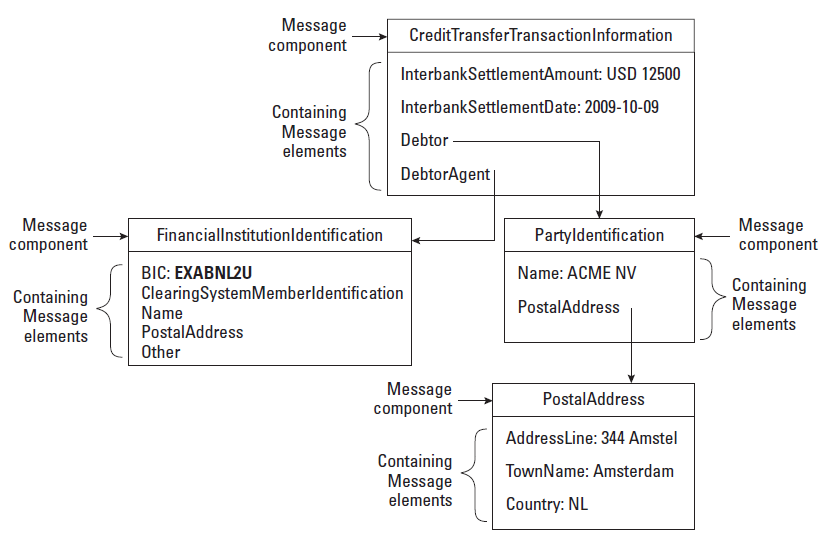 Message
component
CreditTransferTransactionInformation
Containing
Message
elements
InterbankSettlementAmount: USD 12500
InterbankSettlementDate: 2009-10-09
Debtor
DebtorAgent
Message
component
FinancialInstitutionIdentification
Containing
Message
elements
BIC: EXABNL2U
ClearingSystemMemberIdentification
Name
PostalAddress
Other
PartyIdentification
Message
component
Name: ACME NV
PostalAddress
Containing
Message
elements
Message
component
PostalAddress
Containing
Message
elements
AddressLine: 344 Amstel
TownName: Amsterdam
Country: NL